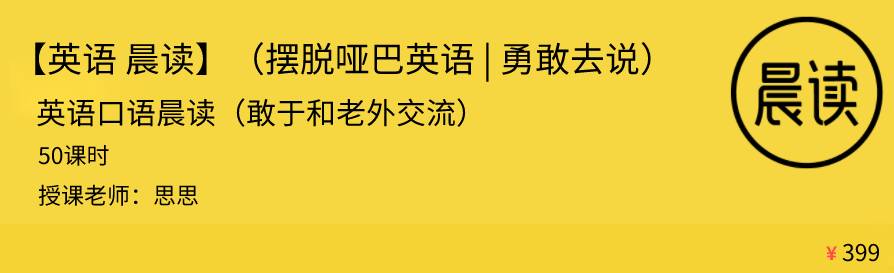 【英语 晨读】（摆脱哑巴英语 | 勇敢去说）
英语口语晨读（敢于和老外交流）
50课时
授课老师：思思
晨读
¥ 399